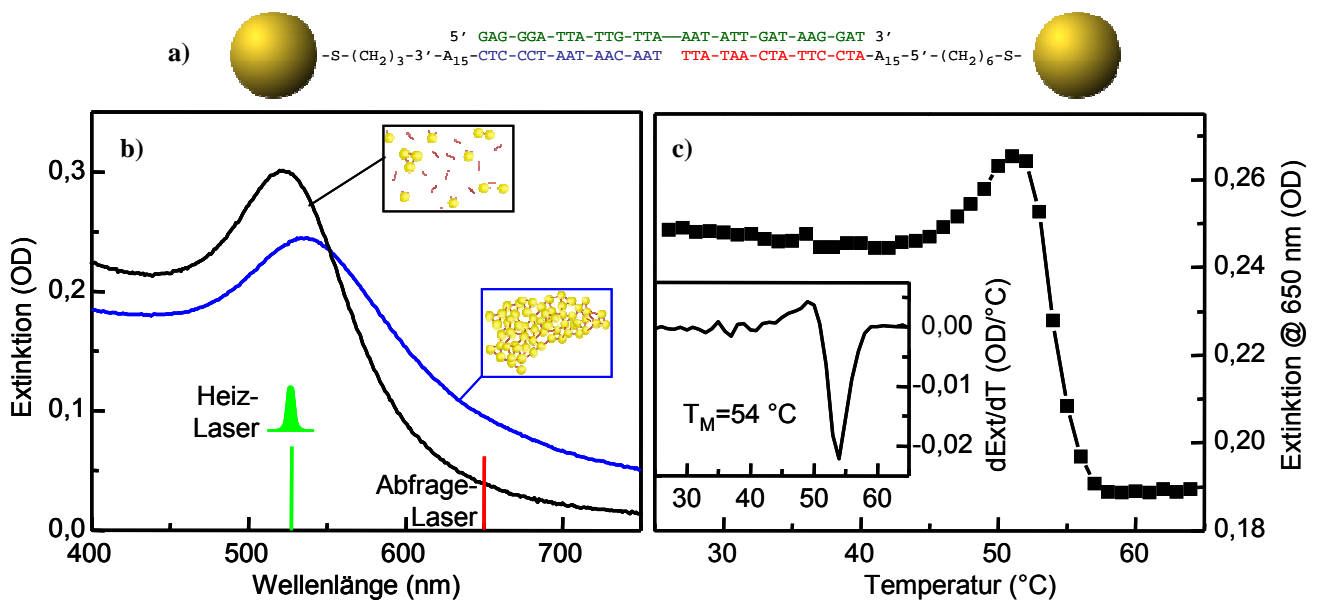 a)
5’ GAG-GGA-TTA-TTG-TTA—AAT-ATT-GAT-AAG-GAT 3’
-S-(CH2)3-3’-A15-CTC-CCT-AAT-AAC-AAT TTA-TAA-CTA-TTC-CTA-A15-5’-(CH2)6-S-
b)
Extinktion (OD)
0,3
0,2
0,1
0,0
Heiz-
Laser
Abfrage-
Laser
400 500 600 700
Wellenlänge (nm)
c)
Extinktion @ 650 nm (OD)
0,26
0,24
0,22
0,20
0,18
30 40 50 60
Temperatur (°C)
TM=54 °C
dExt/dT (OD/°C)
0,00
-0,01
-0,02
30 40 50 60